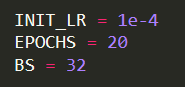 INIT_LR = 1e-4
EPOCHS = 20
BS = 32